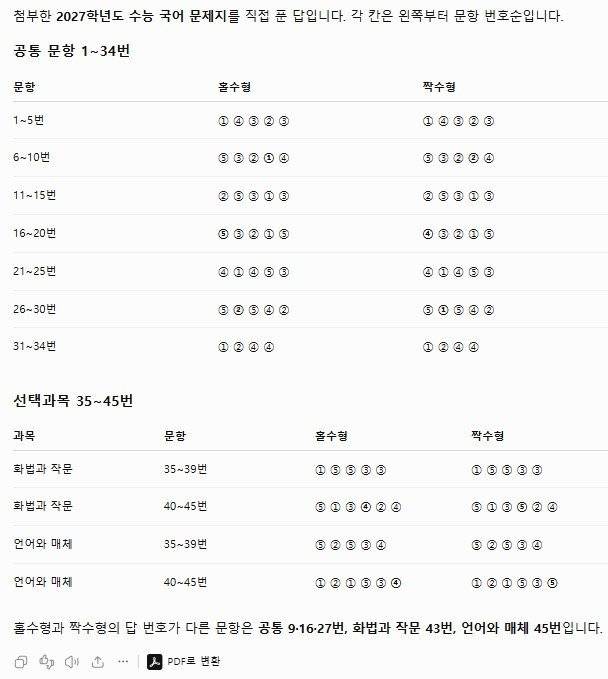 첨부한 2027학년도 수능 국어 문제지를 직접 푼 답입니다. 각 칸은 왼쪽부터 문항 번호순입니다.
공통 문항 1~34번
문항 홀수형 짝수형
1~5번 ① ④ ③ ② ③ ① ④ ③ ② ③
6~10번 ⑤ ③ ② ① ④ ⑤ ③ ② ② ④
11~15번 ② ⑤ ③ ① ③ ② ⑤ ③ ① ③
16~20번 ⑤ ③ ② ① ⑤ ④ ③ ② ① ⑤
21~25번 ④ ① ④ ⑤ ③ ④ ① ④ ⑤ ③
26~30번 ⑤ ② ⑤ ④ ② ⑤ ① ⑤ ④ ②
31~34번 ① ② ④ ④ ① ② ④ ④
선택과목 35~45번
과목 문항 홀수형 짝수형
화법과 작문 35~39번 ① ⑤ ⑤ ③ ③ ① ⑤ ⑤ ③ ③
화법과 작문 40~45번 ⑤ ① ③ ④ ② ④ ⑤ ① ③ ⑤ ② ④
언어와 매체 35~39번 ⑤ ② ⑤ ③ ④ ⑤ ② ⑤ ③ ④
언어와 매체 40~45번 ① ② ① ⑤ ③ ④ ① ② ① ⑤ ③ ⑤
홀수형과 짝수형의 답 번호가 다른 문항은 공통 9·16·27번, 화법과 작문 43번, 언어와 매체 45번입니다.
PDF로 변환